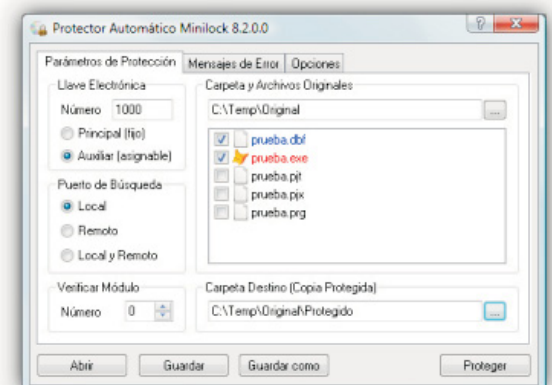 Protector Automático Minilock 8.2.0.0
Parámetros de Protección Mensajes de Error Opciones
Llave Electrónica
Número 1000
Principal (fijo)
Auxiliar (asignable)
Puerto de Búsqueda
Local
Remoto
Local y Remoto
Verificar Módulo
Número 0
Carpeta y Archivos Originales
C:\Temp\Original
...
prueba.dbf
prueba.exe
prueba.pjt
prueba.pjx
prueba.prg
Carpeta Destino (Copia Protegida)
C:\Temp\Original\Protegido
...
Abrir Guardar Guardar como Proteger